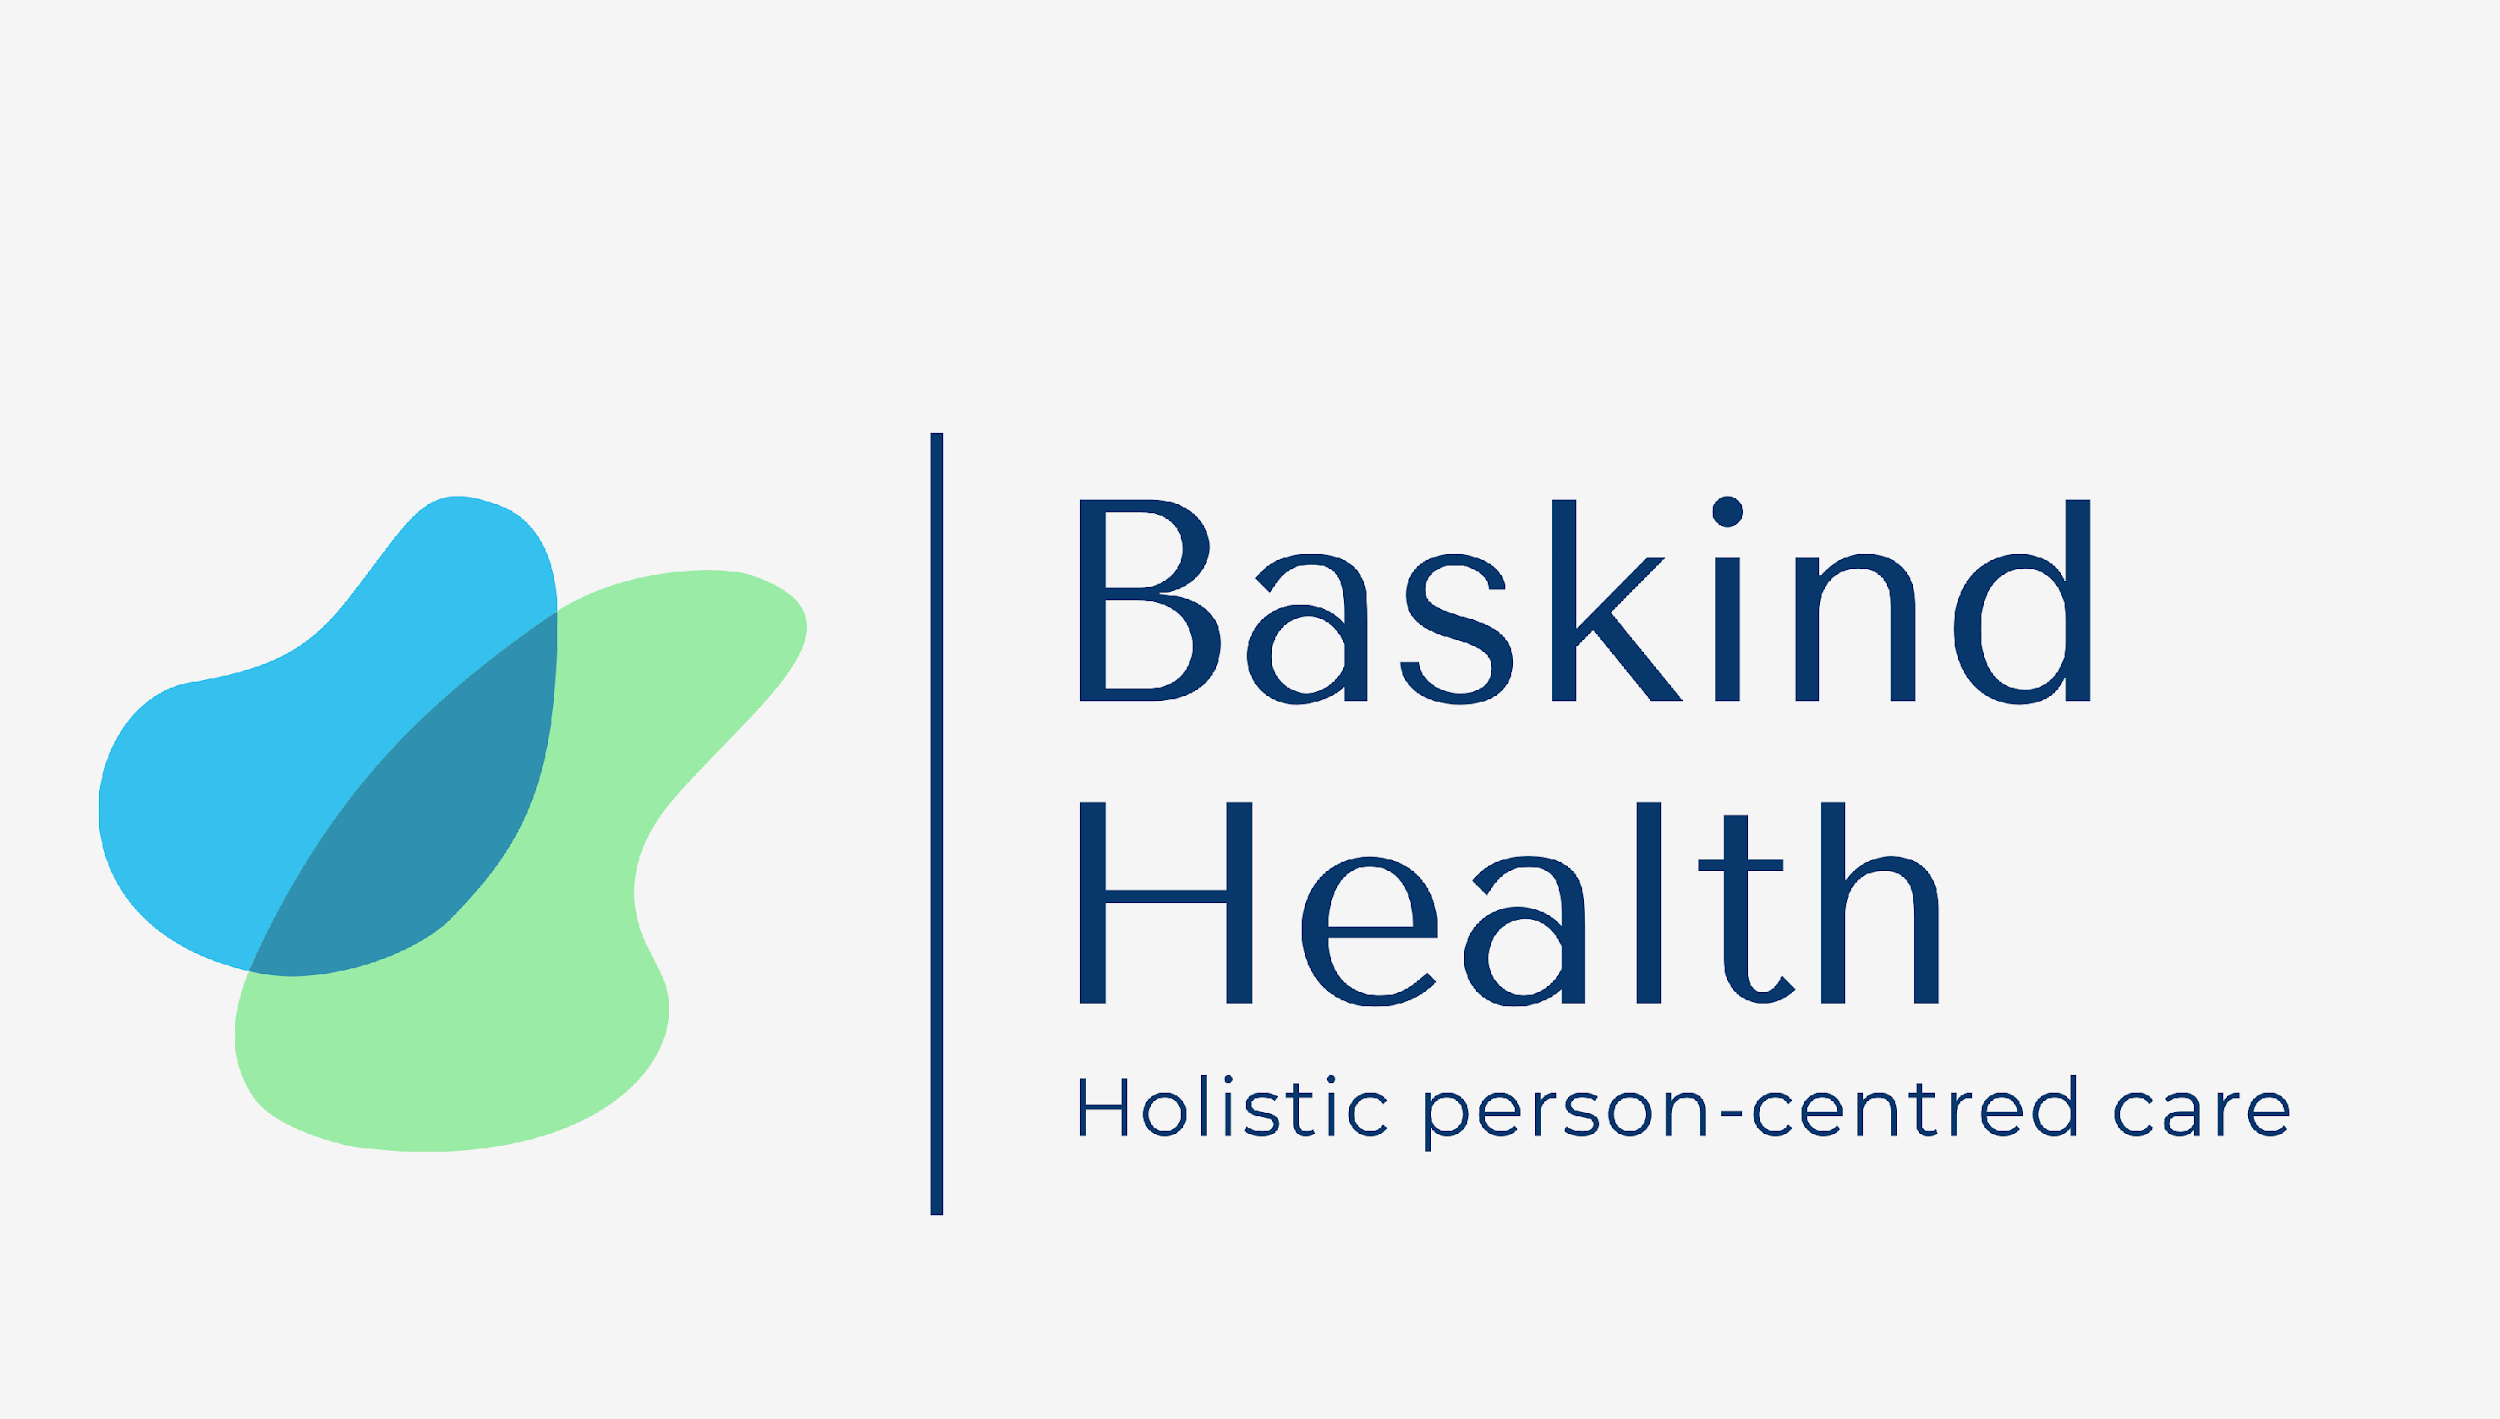 Baskind
Health
Holistic person-centred care